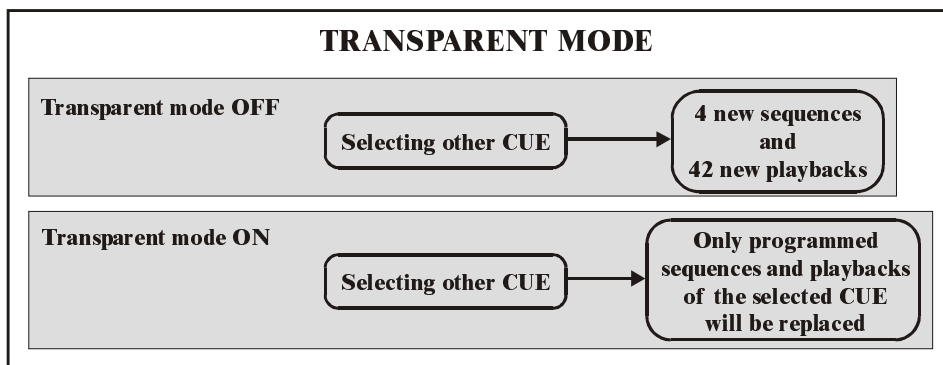 TRANSPARENT MODE
Transparent mode OFF
Selecting other CUE
4 new sequences
and
42 new playbacks
Transparent mode ON
Selecting other CUE
Only programmed
sequences and playbacks
of the selected CUE
will be replaced